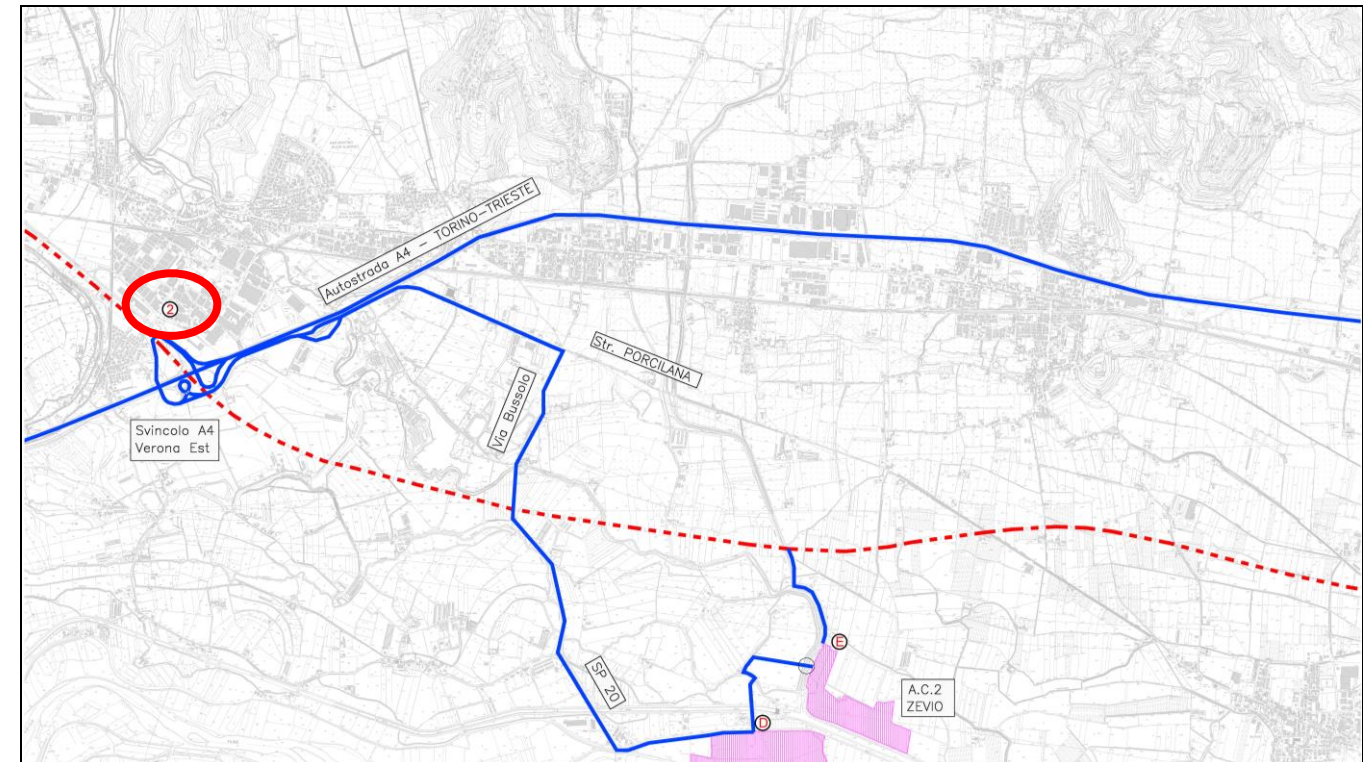 Autostrada A4 - TORINO-TRIESTE
2
Str. PORCILANA
Via Bussolo
Svincolo A4
Verona Est
SP 20
E
A.C.2
ZEVIO
D